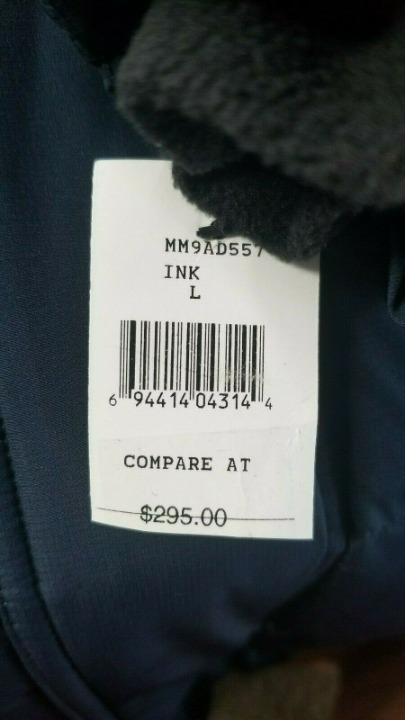 MM9AD557
INK
L
6 94414 04314 4
COMPARE AT
$295.00